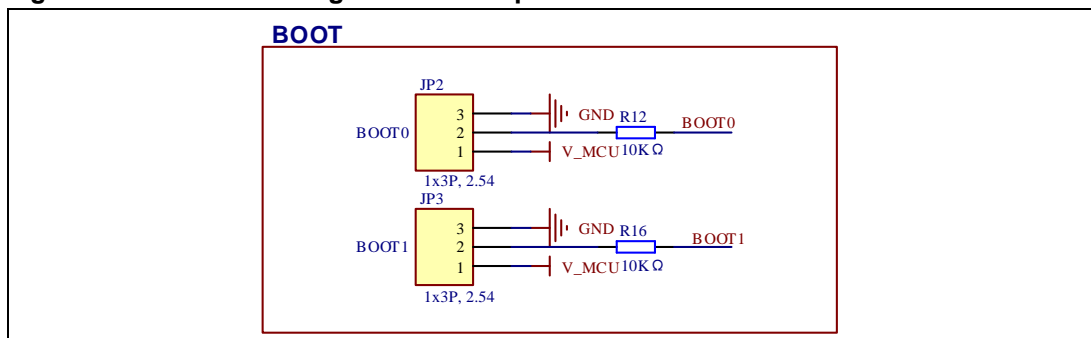 BOOT
JP2
3
GND
R12
BOOT0
BOOT0
2
1
V_MCU
10KΩ
1x3P, 2.54
JP3
3
GND
R16
BOOT1
BOOT1
2
1
V_MCU
10KΩ
1x3P, 2.54